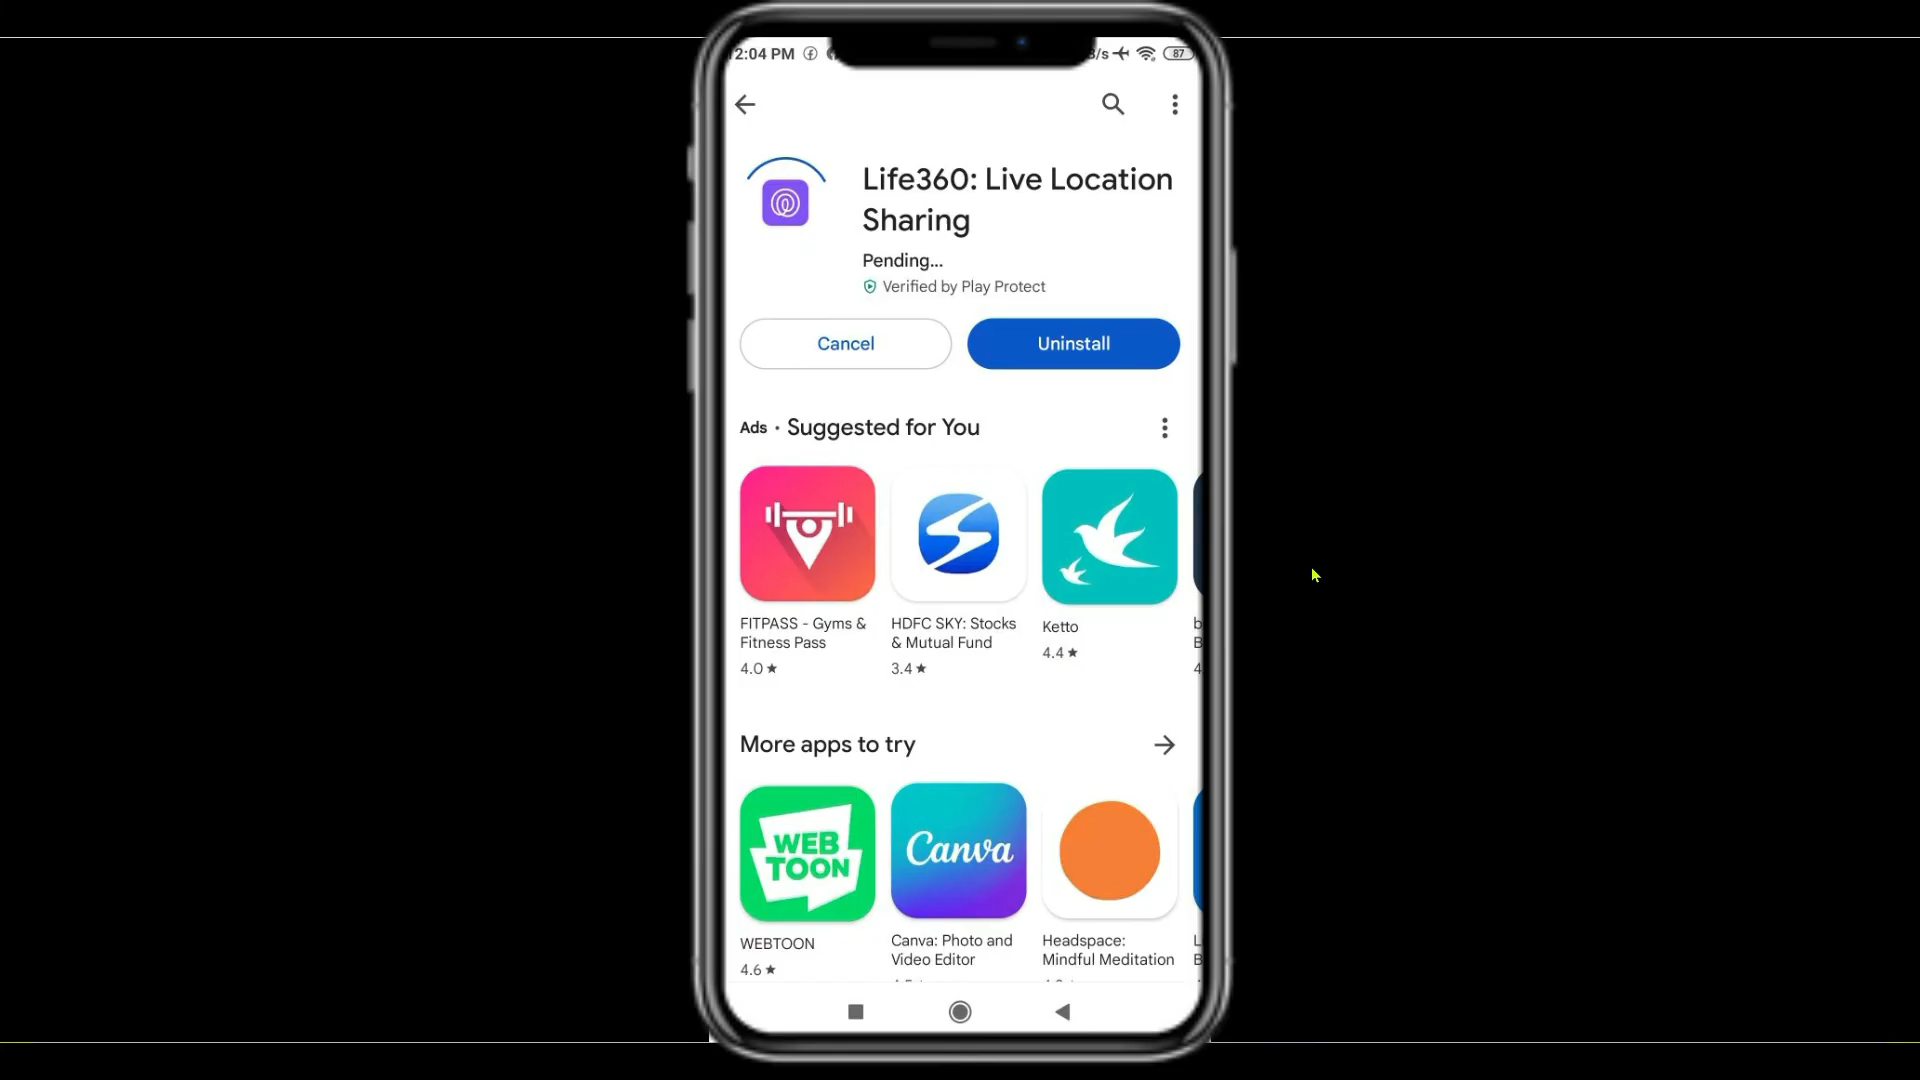 2:04 PM
/s
87
Life360: Live Location
Sharing
Pending...
Verified by Play Protect
Cancel
Uninstall
Ads • Suggested for You
FITPASS - Gyms &
Fitness Pass
4.0 ★
HDFC SKY: Stocks
& Mutual Fund
3.4 ★
Ketto
4.4 ★
More apps to try
WEB
TOON
WEBTOON
4.6 ★
Canva
Canva: Photo and
Video Editor
Headspace:
Mindful Meditation